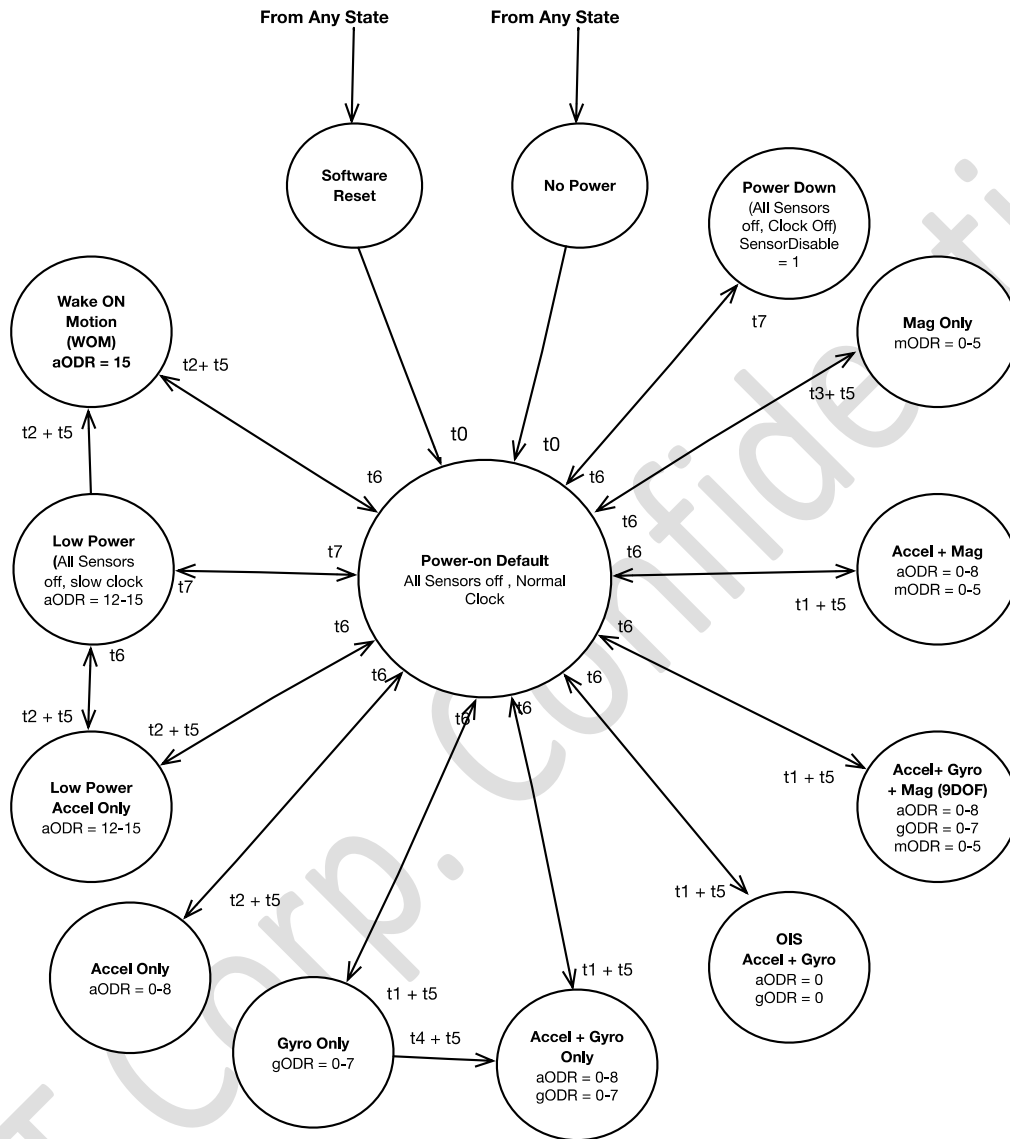 From Any State
From Any State
Software
Reset
No Power
Power Down
(All Sensors
off, Clock Off)
SensorDisable
= 1
Wake ON
Motion
(WOM)
aODR = 15
Mag Only
mODR = 0-5
t7
t2+ t5
t3+ t5
t2 + t5
t0
t0
t6
t6
t6
Low Power
(All Sensors
off, slow clock
aODR = 12-15
t7
t7
Power-on Default
All Sensors off , Normal
Clock
t6
Accel + Mag
aODR = 0-8
mODR = 0-5
t1 + t5
t6
t6
t6
t6
t6
t6
t6
t2 + t5
t2 + t5
Low Power
Accel Only
aODR = 12-15
t1 + t5
Accel+ Gyro
+ Mag (9DOF)
aODR = 0-8
gODR = 0-7
mODR = 0-5
t2 + t5
t1 + t5
Accel Only
aODR = 0-8
OIS
Accel + Gyro
aODR = 0
gODR = 0
t1 + t5
t1 + t5
Gyro Only
gODR = 0-7
t4 + t5
Accel + Gyro
Only
aODR = 0-8
gODR = 0-7
T Corp. Confidenti